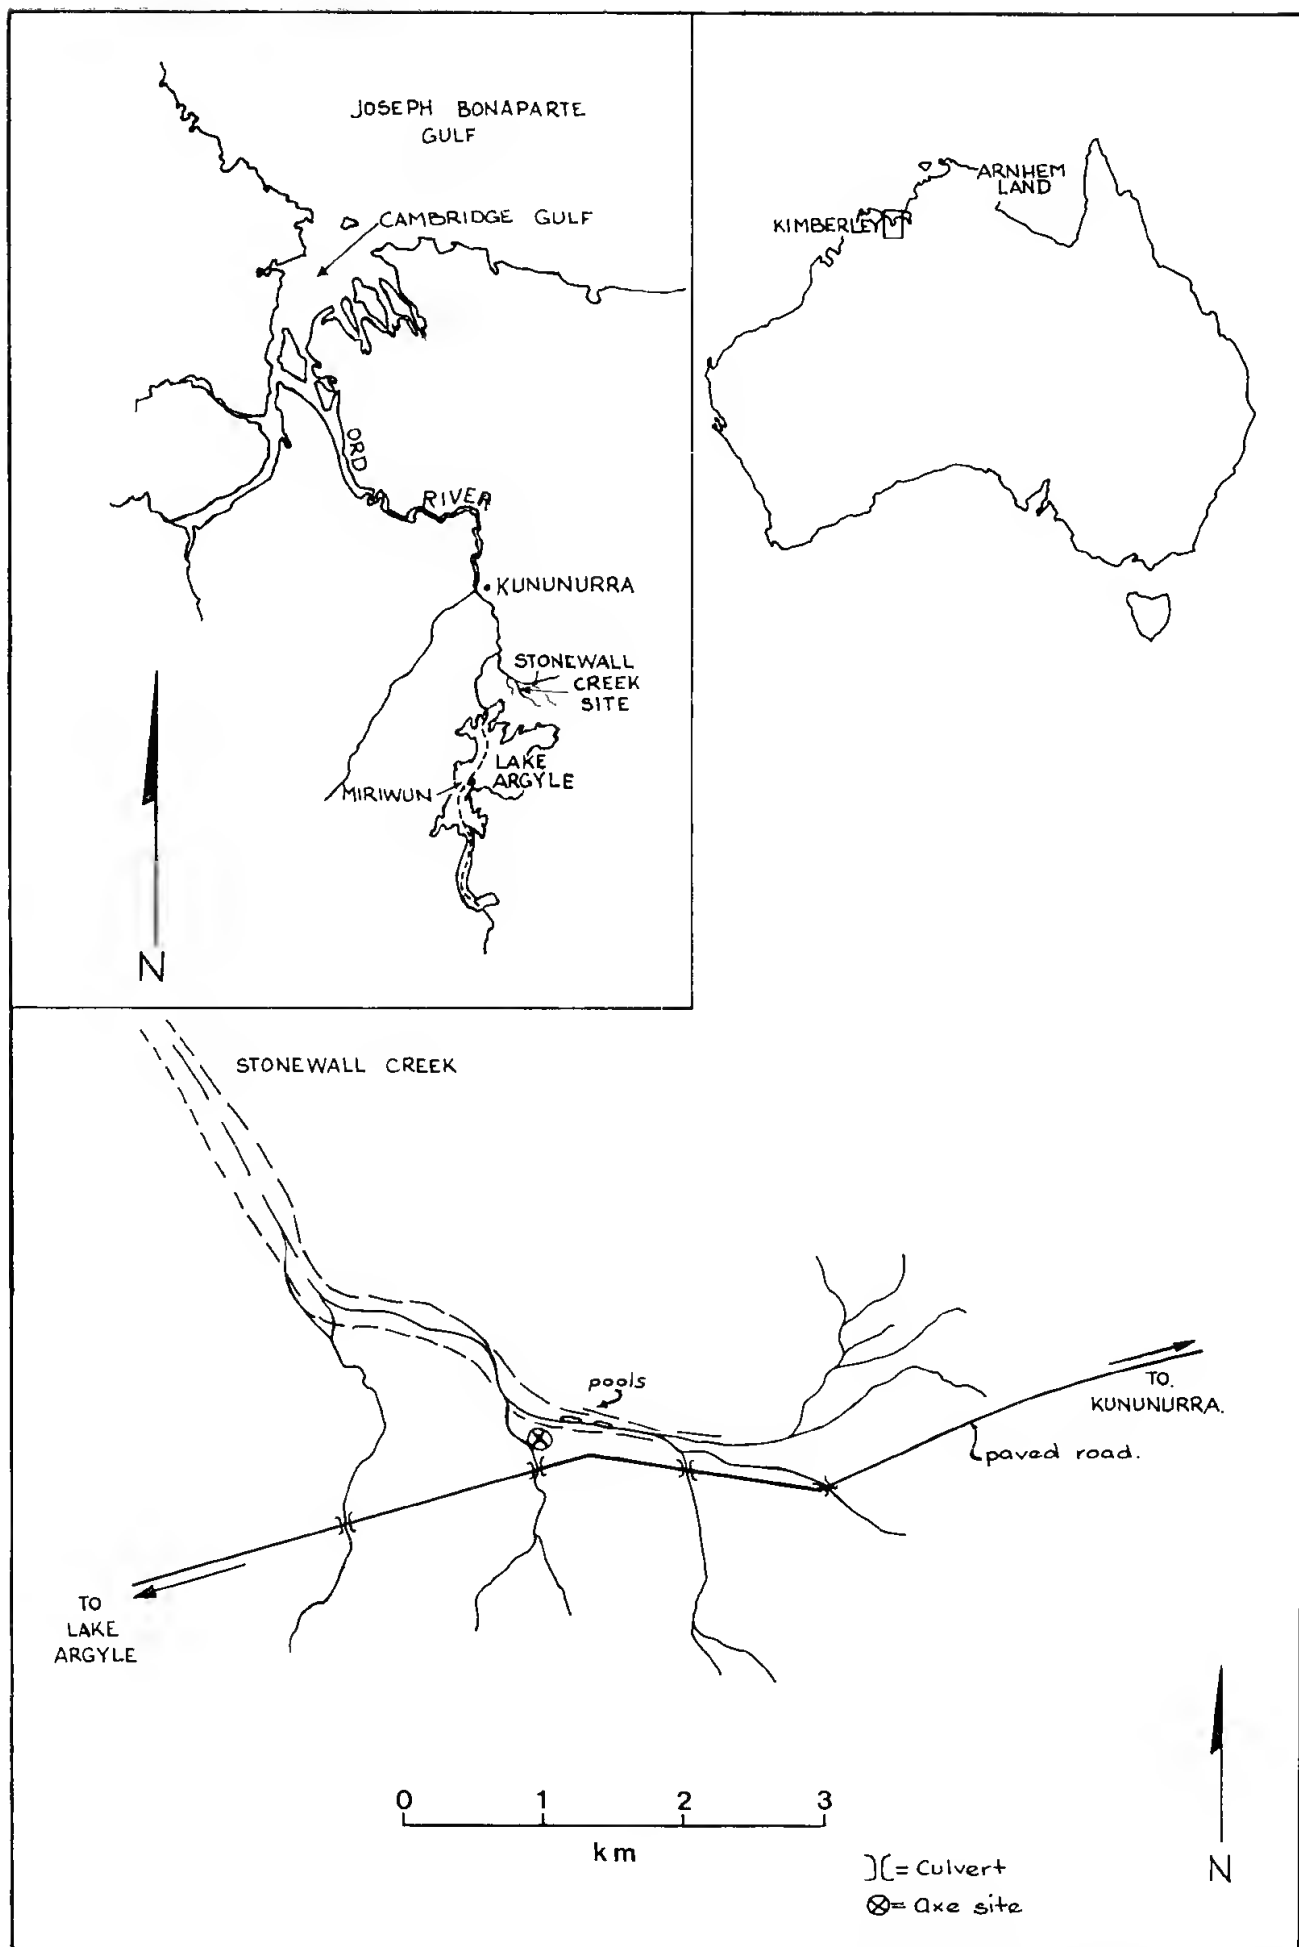 JOSEPH BONAPARTE
GULF
CAMBRIDGE GULF
ORD
RIVER
KUNUNURRA
STONEWALL
CREEK
SITE
LAKE
ARGYLE
MIRIWUN
N
ARNHEM
LAND
KIMBERLEY
STONEWALL CREEK
pools
TO.
KUNUNURRA.
paved road.
TO
LAKE
ARGYLE
0 1 2 3
km
)(= Culvert
⊗= axe site
N